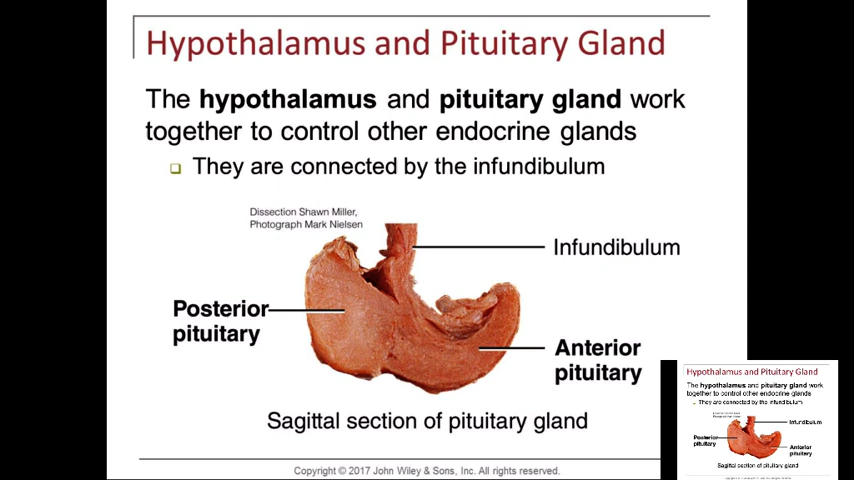 Hypothalamus and Pituitary Gland
The hypothalamus and pituitary gland work
together to control other endocrine glands
They are connected by the infundibulum
Dissection Shawn Miller,
Photograph Mark Nielsen
Infundibulum
Posterior
pituitary
Anterior
pituitary
Sagittal section of pituitary gland
Copyright © 2017 John Wiley & Sons, Inc. All rights reserved.
Hypothalamus and Pituitary Gland
The hypothalamus and pituitary gland work
together to control other endocrine glands
They are connected by the infundibulum
Infundibulum
Posterior
pituitary
Anterior
pituitary
Sagittal section of pituitary gland